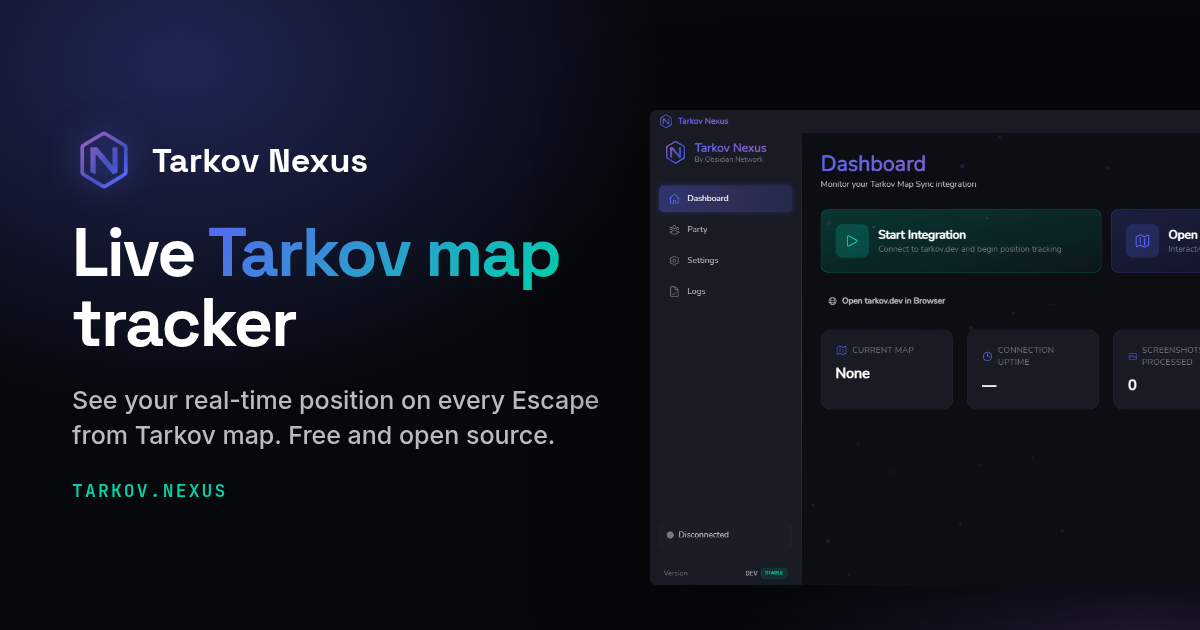 Tarkov Nexus
Live Tarkov map
tracker
See your real-time position on every Escape
from Tarkov map. Free and open source.
TARKOV.NEXUS
Tarkov Nexus
Tarkov Nexus
By Obsidian Network
Dashboard
Party
Settings
Logs
Disconnected
Version DEV STABLE
Dashboard
Monitor your Tarkov Map Sync integration
Start Integration
Connect to tarkov.dev and begin position tracking
Open
Interac
Open tarkov.dev in Browser
CURRENT MAP
None
CONNECTION
UPTIME
—
SCREENSHOTS
PROCESSED
0